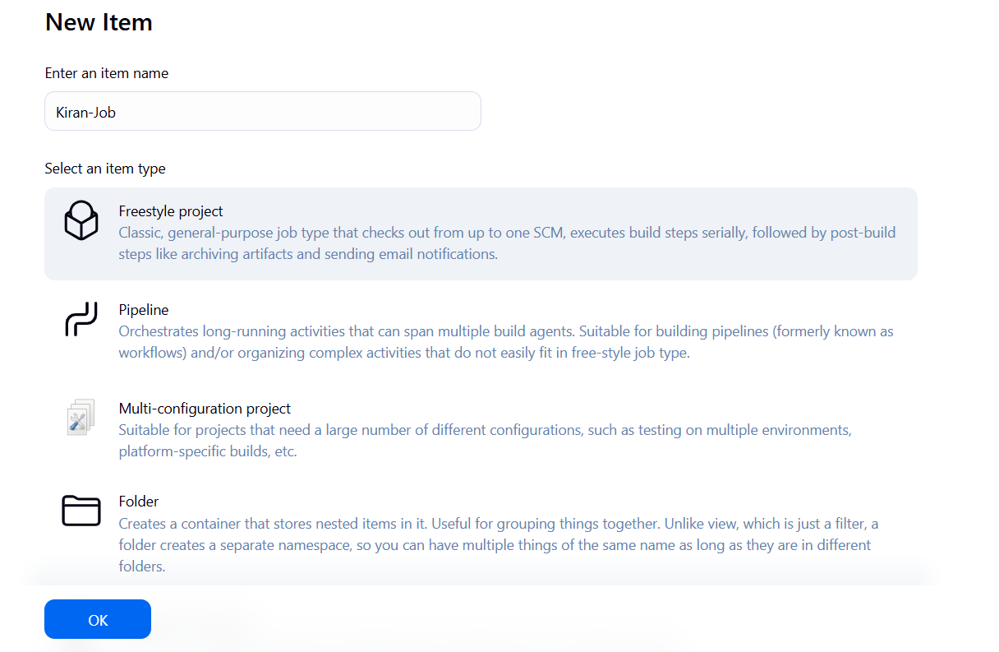 New Item
Enter an item name
Kiran-Job
Select an item type
Freestyle project
Classic, general-purpose job type that checks out from up to one SCM, executes build steps serially, followed by post-build
steps like archiving artifacts and sending email notifications.
Pipeline
Orchestrates long-running activities that can span multiple build agents. Suitable for building pipelines (formerly known as
workflows) and/or organizing complex activities that do not easily fit in free-style job type.
Multi-configuration project
Suitable for projects that need a large number of different configurations, such as testing on multiple environments,
platform-specific builds, etc.
Folder
Creates a container that stores nested items in it. Useful for grouping things together. Unlike view, which is just a filter, a
folder creates a separate namespace, so you can have multiple things of the same name as long as they are in different
folders.
OK